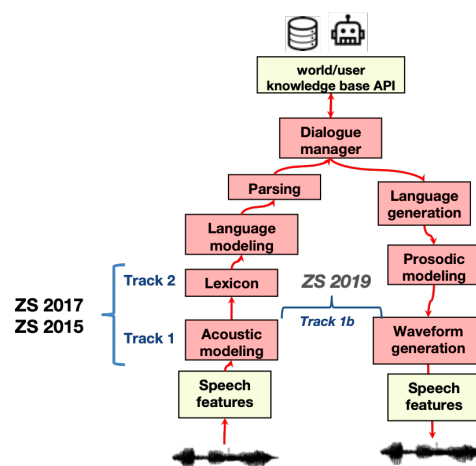 world/user
knowledge base API
Dialogue
manager
Parsing
Language
generation
Language
modeling
Prosodic
modeling
ZS 2017
ZS 2015
Track 2
Lexicon
ZS 2019
Track 1
Acoustic
modeling
Track 1b
Waveform
generation
Speech
features
Speech
features